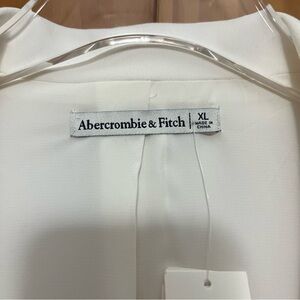 Abercrombie & Fitch
XL
MADE IN
CHINA